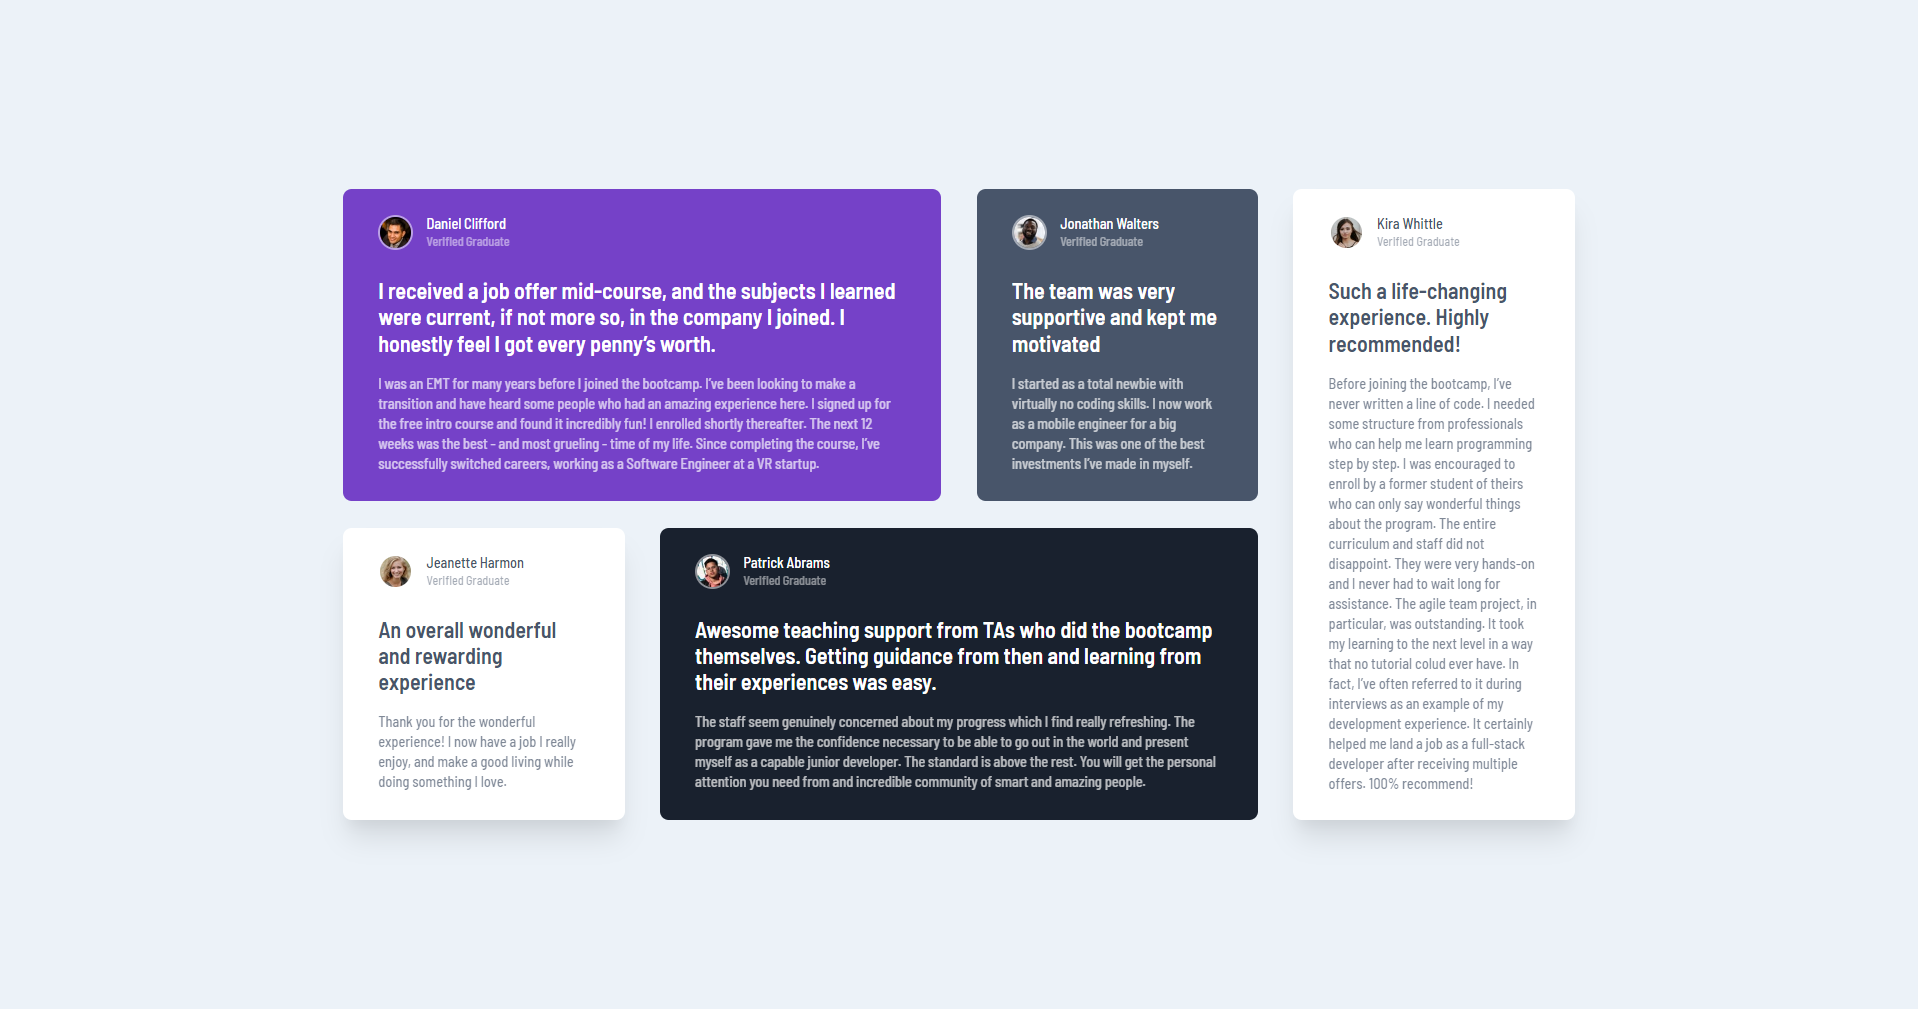 Daniel Clifford
Verified Graduate
I received a job offer mid-course, and the subjects I learned
were current, if not more so, in the company I joined. I
honestly feel I got every penny's worth.
I was an EMT for many years before I joined the bootcamp. I've been looking to make a
transition and have heard some people who had an amazing experience here. I signed up for
the free intro course and found it incredibly fun! I enrolled shortly thereafter. The next 12
weeks was the best - and most grueling - time of my life. Since completing the course, I've
successfully switched careers, working as a Software Engineer at a VR startup.
Jonathan Walters
Verified Graduate
The team was very
supportive and kept me
motivated
I started as a total newbie with
virtually no coding skills. I now work
as a mobile engineer for a big
company. This was one of the best
investments I've made in myself.
Kira Whittle
Verified Graduate
Such a life-changing
experience. Highly
recommended!
Before joining the bootcamp, I've
never written a line of code. I needed
some structure from professionals
who can help me learn programming
step by step. I was encouraged to
enroll by a former student of theirs
who can only say wonderful things
about the program. The entire
curriculum and staff did not
disappoint. They were very hands-on
and I never had to wait long for
assistance. The agile team project, in
particular, was outstanding. It took
my learning to the next level in a way
that no tutorial colud ever have. In
fact, I've often referred to it during
interviews as an example of my
development experience. It certainly
helped me land a job as a full-stack
developer after receiving multiple
offers. 100% recommend!
Jeanette Harmon
Verified Graduate
An overall wonderful
and rewarding
experience
Thank you for the wonderful
experience! I now have a job I really
enjoy, and make a good living while
doing something I love.
Patrick Abrams
Verified Graduate
Awesome teaching support from TAs who did the bootcamp
themselves. Getting guidance from then and learning from
their experiences was easy.
The staff seem genuinely concerned about my progress which I find really refreshing. The
program gave me the confidence necessary to be able to go out in the world and present
myself as a capable junior developer. The standard is above the rest. You will get the personal
attention you need from and incredible community of smart and amazing people.